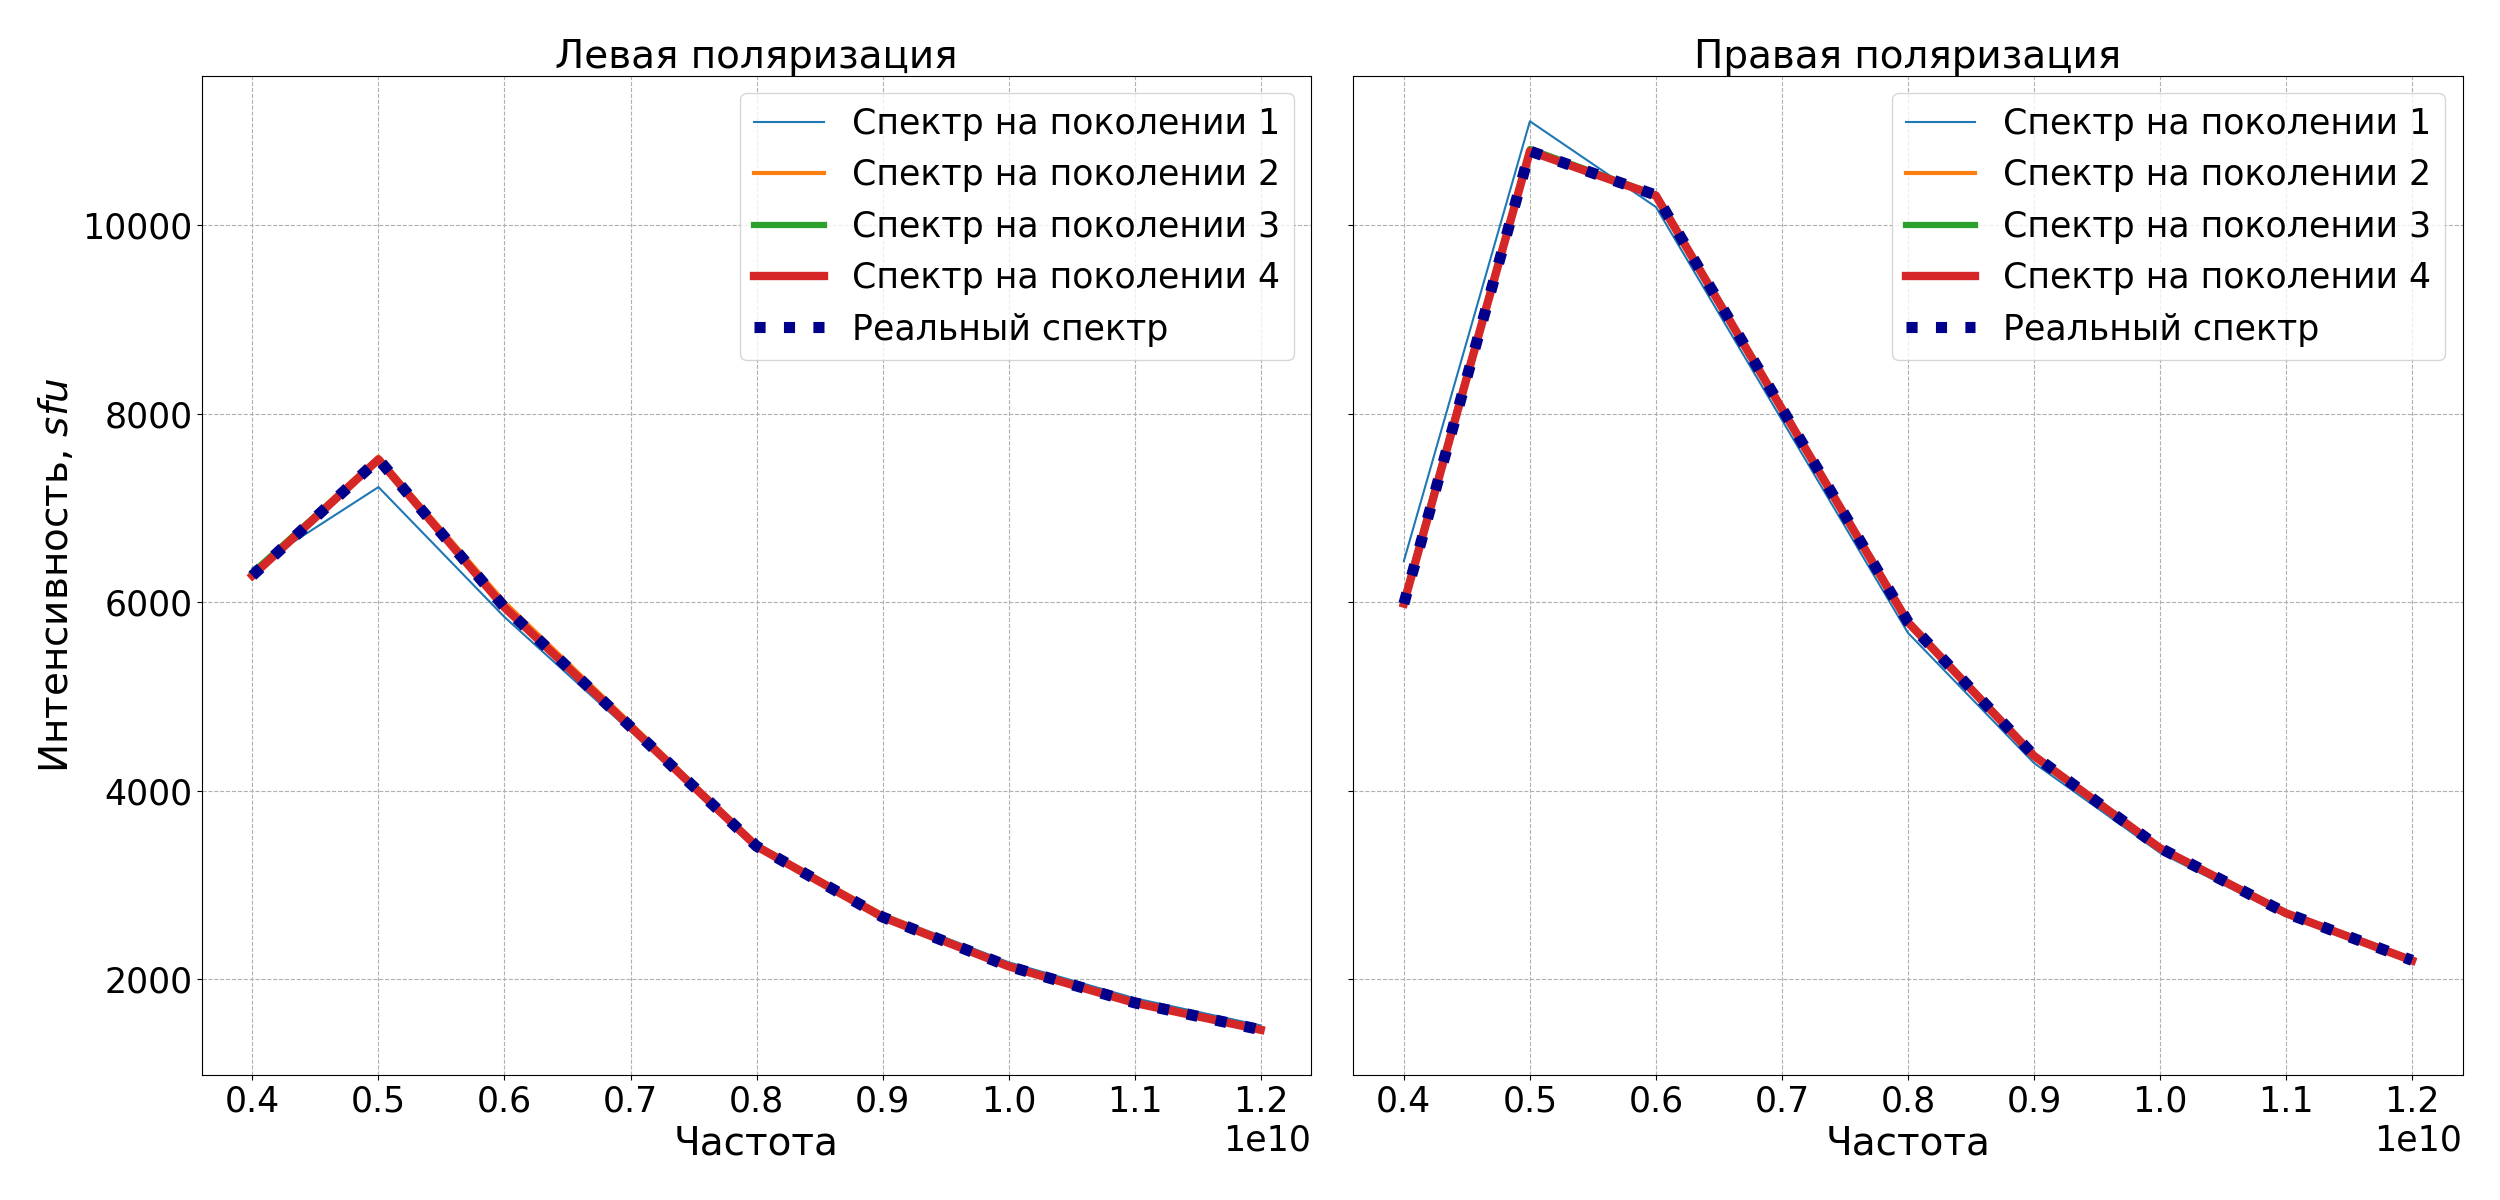 Левая поляризация
Правая поляризация
Спектр на поколении 1
Спектр на поколении 2
Спектр на поколении 3
Спектр на поколении 4
Реальный спектр
Спектр на поколении 1
Спектр на поколении 2
Спектр на поколении 3
Спектр на поколении 4
Реальный спектр
Интенсивность, sfu
10000
8000
6000
4000
2000
0.4 0.5 0.6 0.7 0.8 0.9 1.0 1.1 1.2
1e10
Частота
0.4 0.5 0.6 0.7 0.8 0.9 1.0 1.1 1.2
1e10
Частота